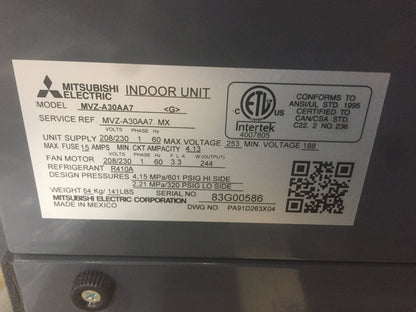 MITSUBISHI ELECTRIC INDOOR UNIT
MODEL MVZ-A30AA7 <G>
SERVICE REF. MVZ-A30AA7 MX
VOLTS PHASE Hz
UNIT SUPPLY 208/230 1 60 MAX VOLTAGE 253 MIN. VOLTAGE 188
MAX FUSE 15 AMPS MIN. CKT AMPACITY 4.13
VOLTS PHASE Hz F L A W(OUTPUT)
FAN MOTOR 208/230 1 60 3.3 244
REFRIGERANT R410A
DESIGN PRESSURES 4.15 MPa/601 PSIG HI SIDE
2.21 MPa/320 PSIG LO SIDE
WEIGHT 64 Kg/ 141LBS SERIAL NO.
MITSUBISHI ELECTRIC CORPORATION 83G00586
MADE IN MEXICO DWG NO. PA91D263X04
C ETL US
LISTED
Intertek
4007805
CONFORMS TO
ANSI/UL STD. 1995
CERTIFIED TO
CAN/CSA STD.
C22. 2 NO. 236